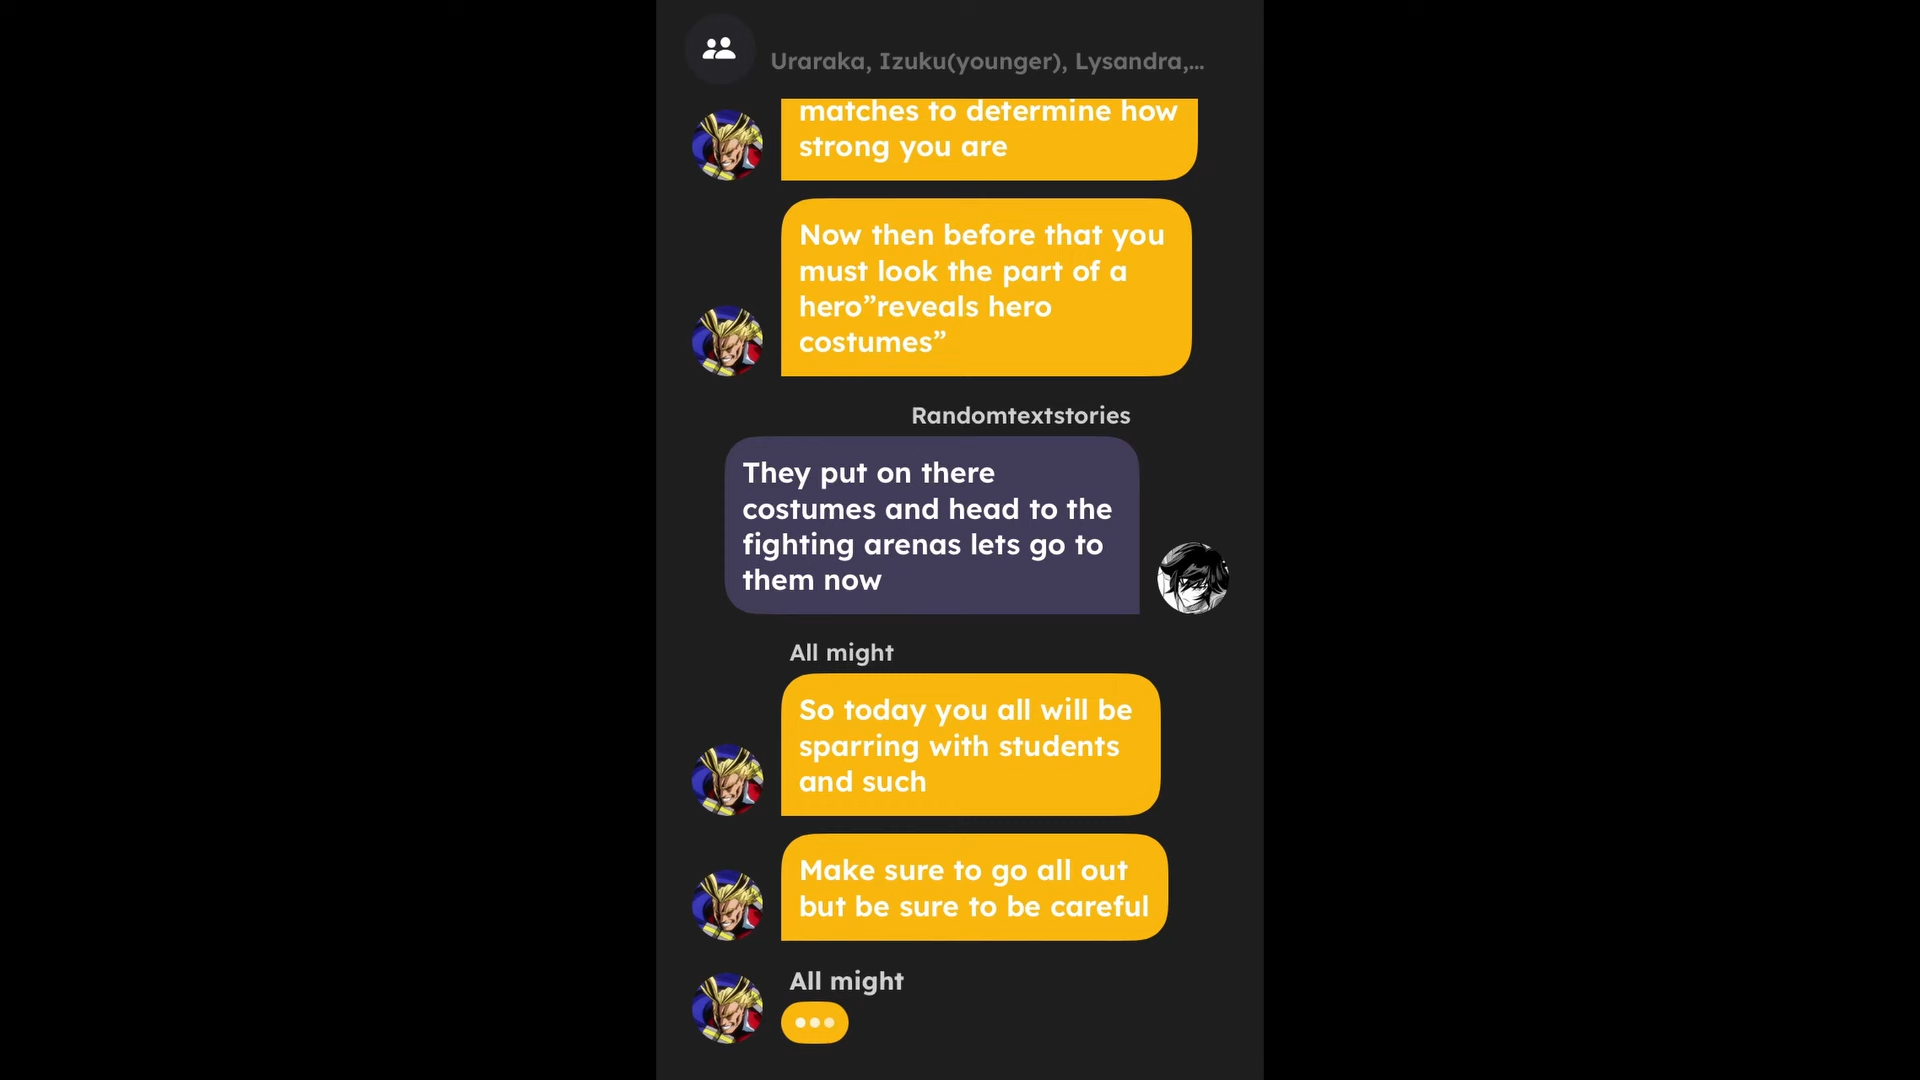 Uraraka, Izuku(younger), Lysandra,...
matches to determine how
strong you are
Now then before that you
must look the part of a
hero”reveals hero
costumes”
Randomtextstories
They put on there
costumes and head to the
fighting arenas lets go to
them now
All might
So today you all will be
sparring with students
and such
Make sure to go all out
but be sure to be careful
All might